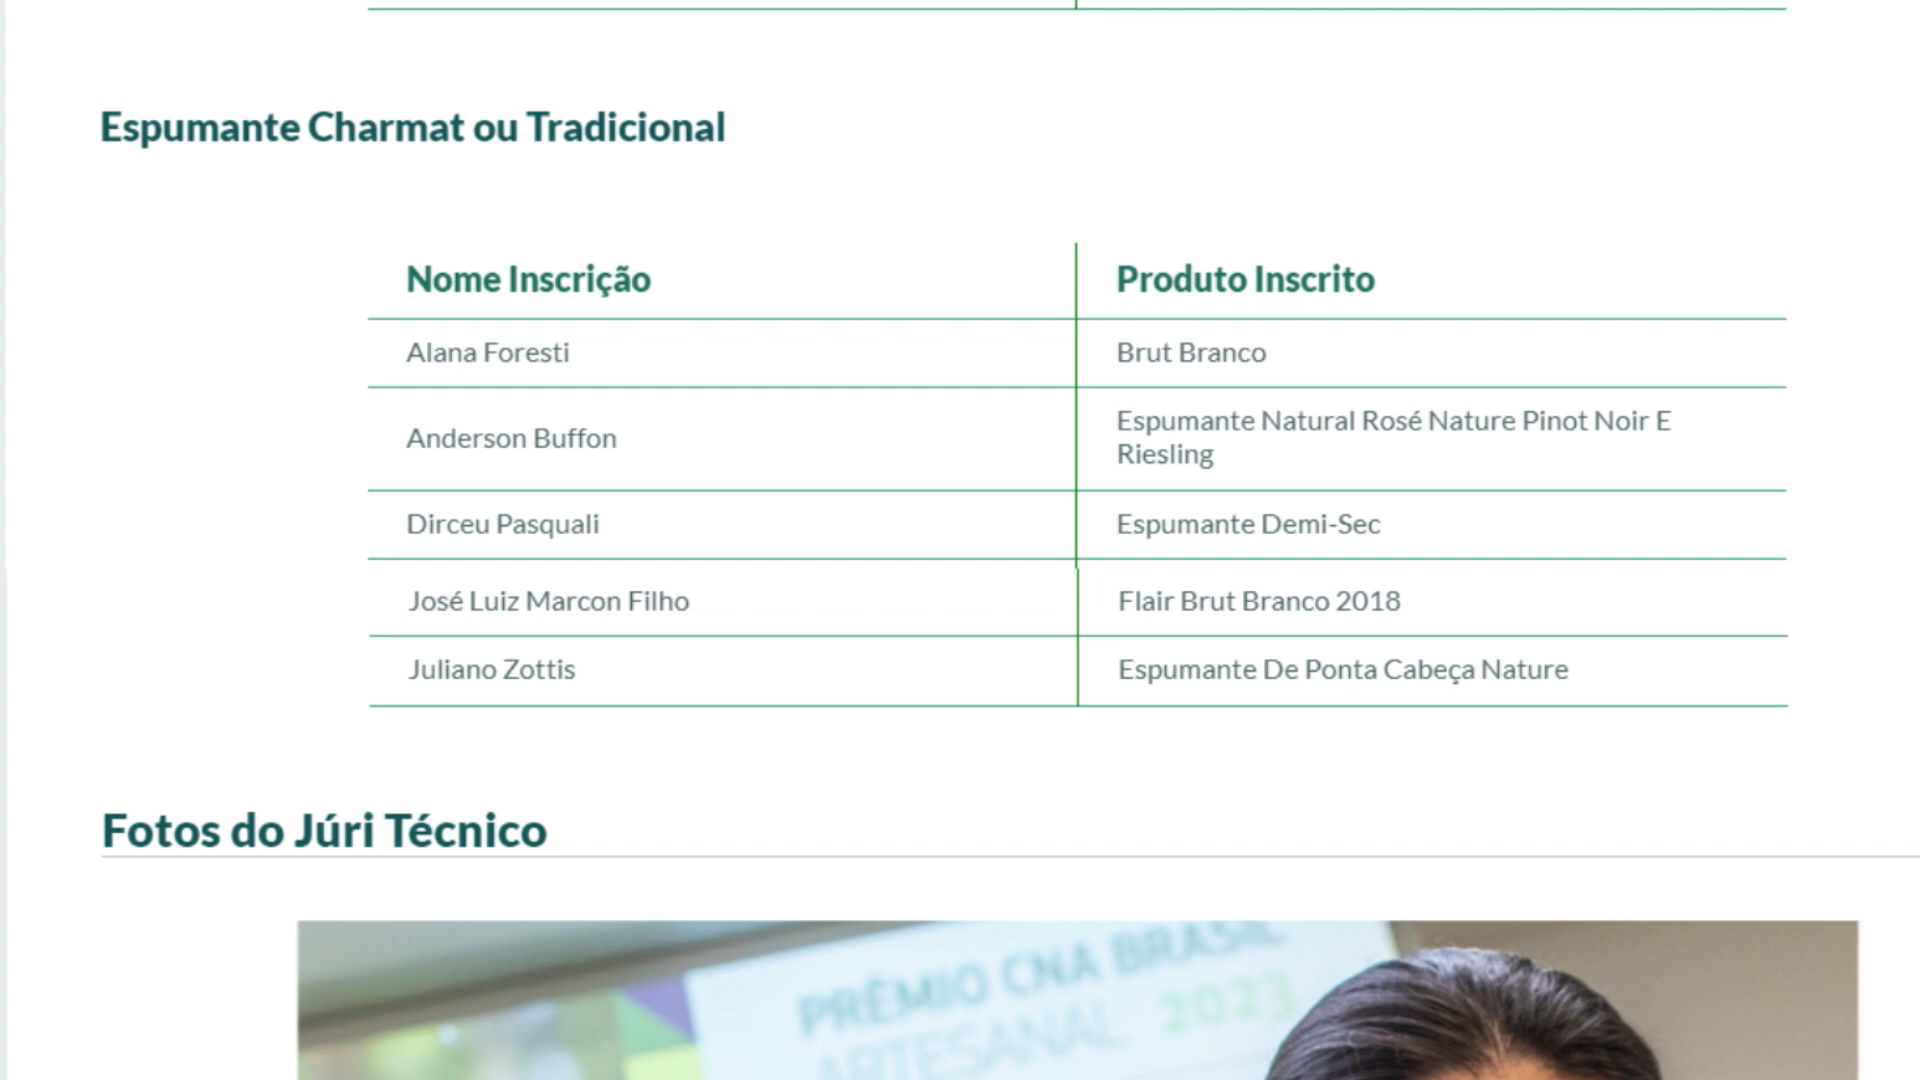 Espumante Charmat ou Tradicional
Nome Inscrição
Produto Inscrito
Alana Foresti
Brut Branco
Anderson Buffon
Espumante Natural Rosé Nature Pinot Noir E
Riesling
Dirceu Pasquali
Espumante Demi-Sec
José Luiz Marcon Filho
Flair Brut Branco 2018
Juliano Zottis
Espumante De Ponta Cabeça Nature
Fotos do Júri Técnico
PRÊMIO CNA BRASIL
ARTESANAL 2023